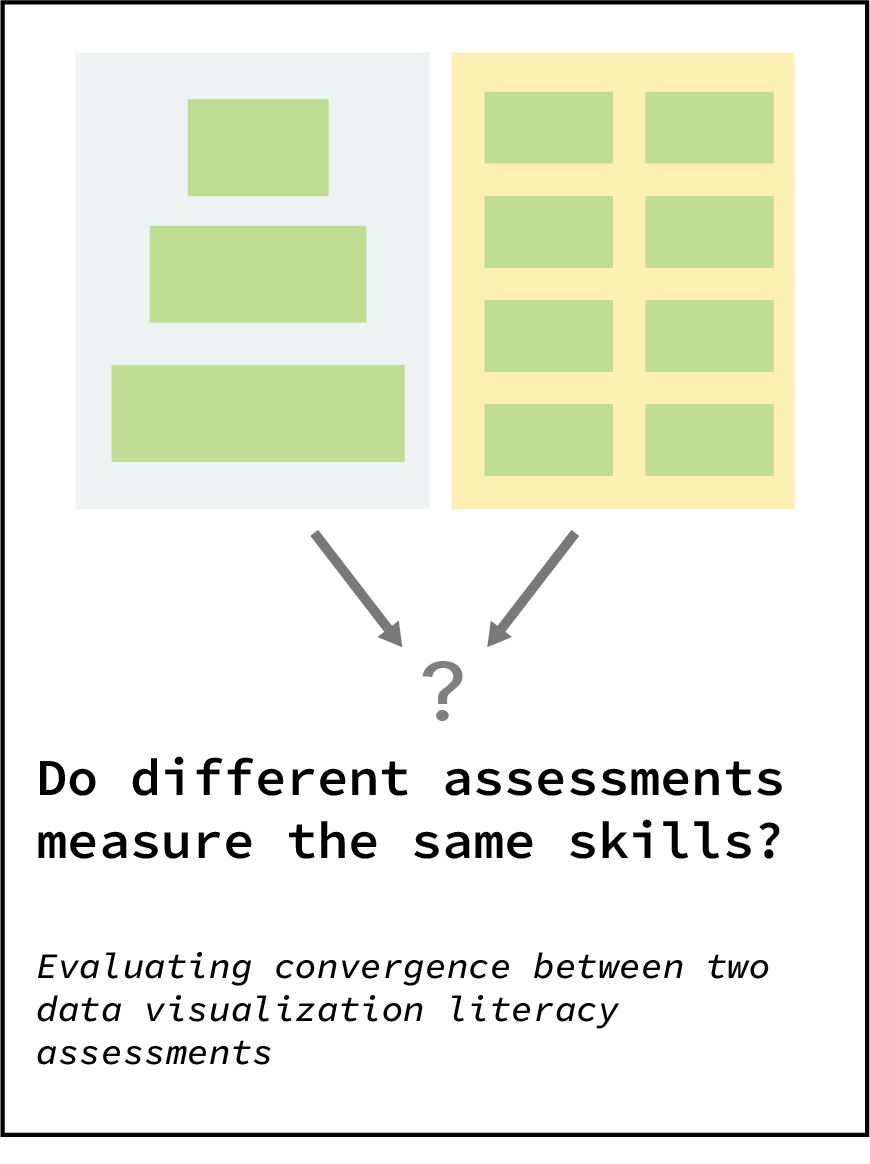 ?
Do different assessments
measure the same skills?
Evaluating convergence between two
data visualization literacy
assessments